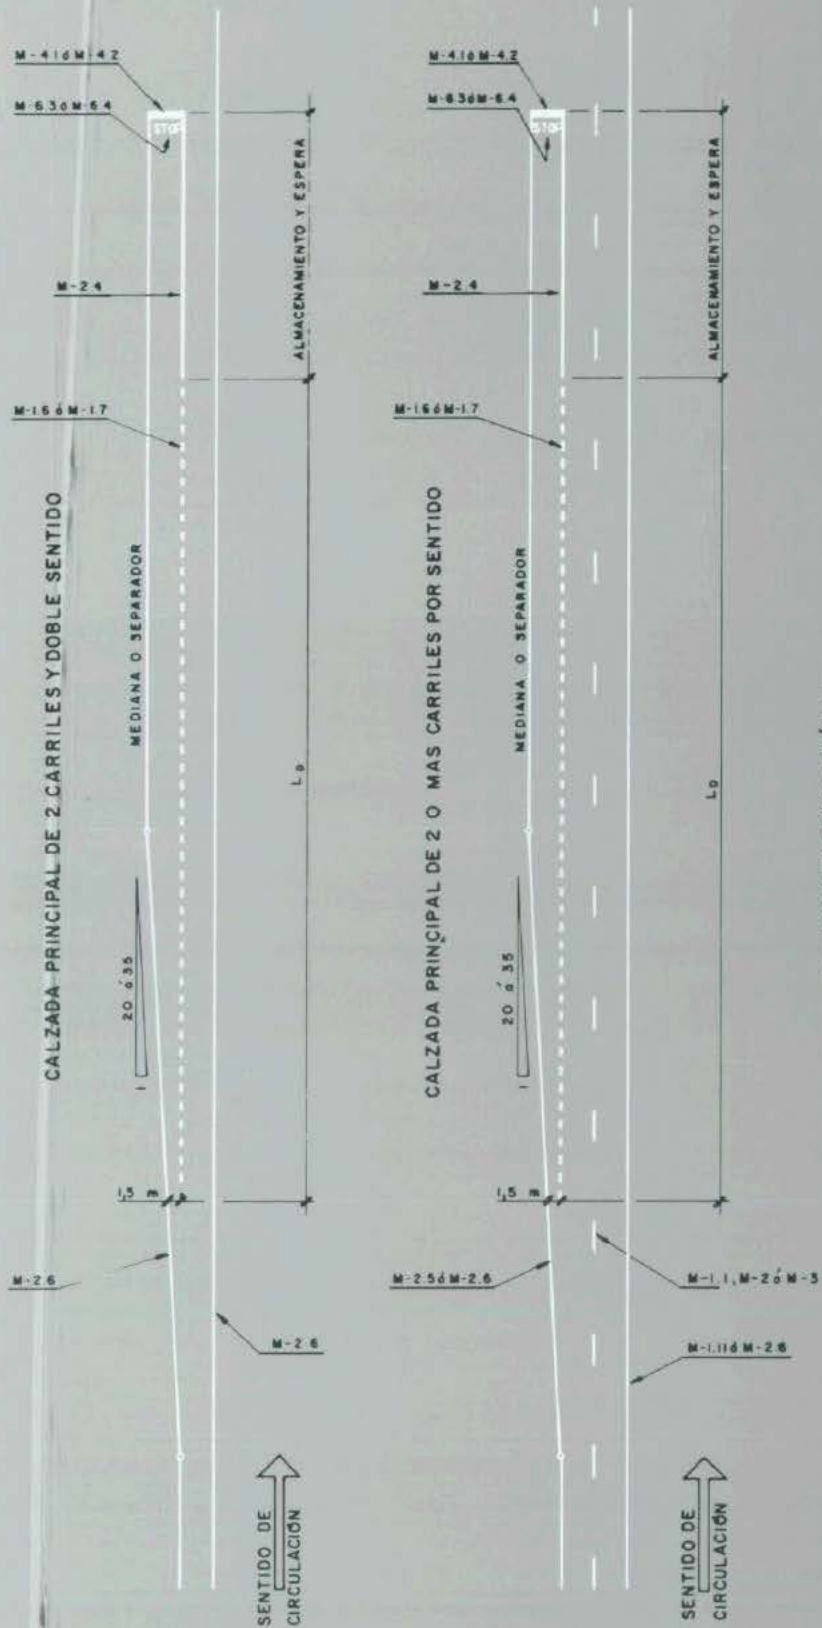 M-4.1 ó M-4.2
M-6.3 ó M-6.4
STOP
M-2.4
M-1.6 ó M-1.7
ALMACENAMIENTO Y ESPERA
CALZADA PRINCIPAL DE 2 CARRILES Y DOBLE SENTIDO
MEDIANA O SEPARADOR
L D
20 ó 35
1
1,5 m
M-2.6
M-2.6
SENTIDO DE
CIRCULACIÓN
M-4.1 ó M-4.2
M-6.3 ó M-6.4
STOP
M-2.4
M-1.6 ó M-1.7
ALMACENAMIENTO Y ESPERA
CALZADA PRINCIPAL DE 2 O MAS CARRILES POR SENTIDO
MEDIANA O SEPARADOR
L D
20 ó 35
1
1,5 m
M-2.5 ó M-2.6
M-1.1, M-2 ó M-3
M-1.11 ó M-2.6
SENTIDO DE
CIRCULACIÓN